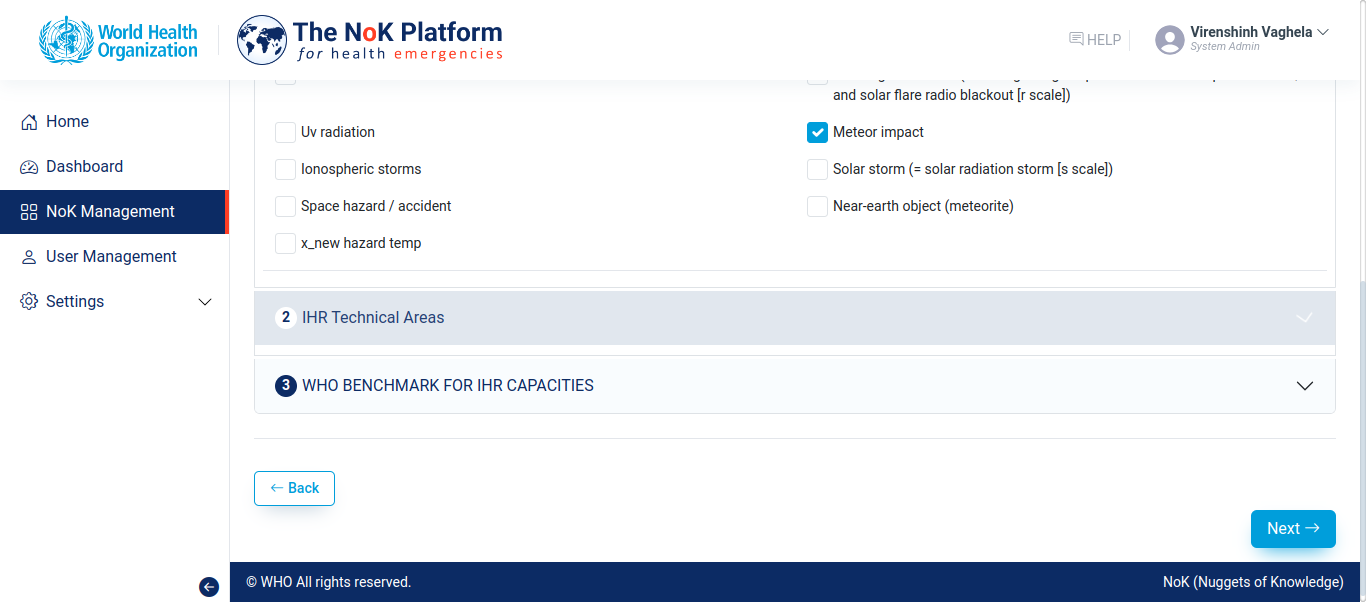 World Health
Organization
The NoK Platform
for health emergencies
HELP
Virenshinh Vaghela
System Admin
Home
Dashboard
NoK Management
User Management
Settings
and solar flare radio blackout [r scale])
Uv radiation
Meteor impact
Ionospheric storms
Solar storm (= solar radiation storm [s scale])
Space hazard / accident
Near-earth object (meteorite)
x_new hazard temp
2 IHR Technical Areas
3 WHO BENCHMARK FOR IHR CAPACITIES
← Back
Next →
© WHO All rights reserved.
NoK (Nuggets of Knowledge)